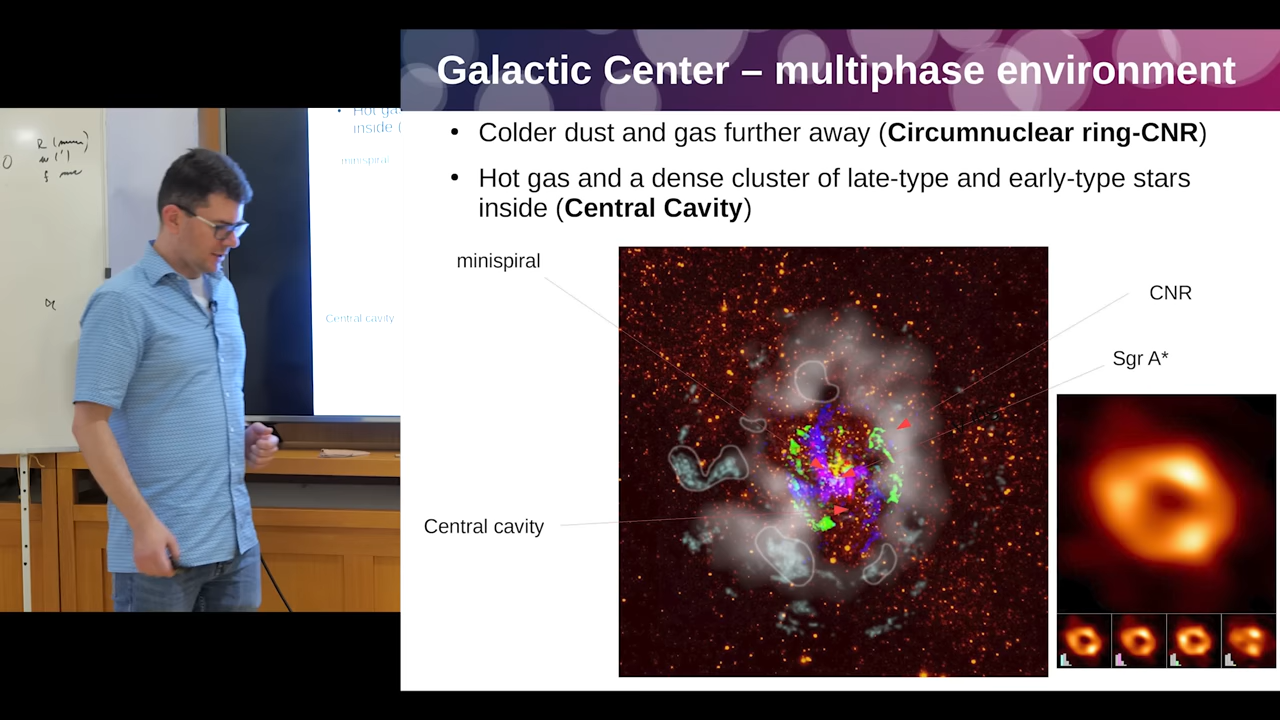 Galactic Center – multiphase environment
• Colder dust and gas further away (Circumnuclear ring-CNR)
• Hot gas and a dense cluster of late-type and early-type stars
inside (Central Cavity)
minispiral
CNR
Sgr A*
Central cavity
• Hot ga
inside (
minispiral
Central cavity